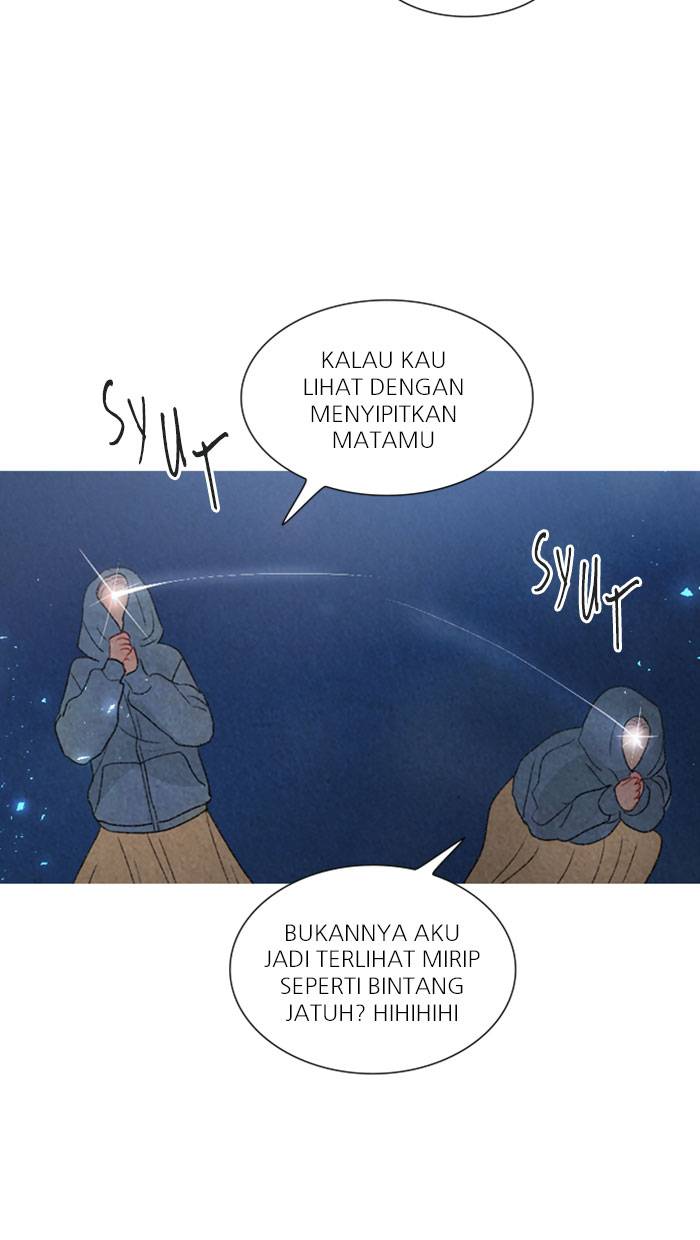 KALAU KAU
LIHAT DENGAN
MENYIPITKAN
MATAMU
SYUT
SYUT
BUKANNYA AKU
JADI TERLIHAT MIRIP
SEPERTI BINTANG
JATUH? HIHIHIHI